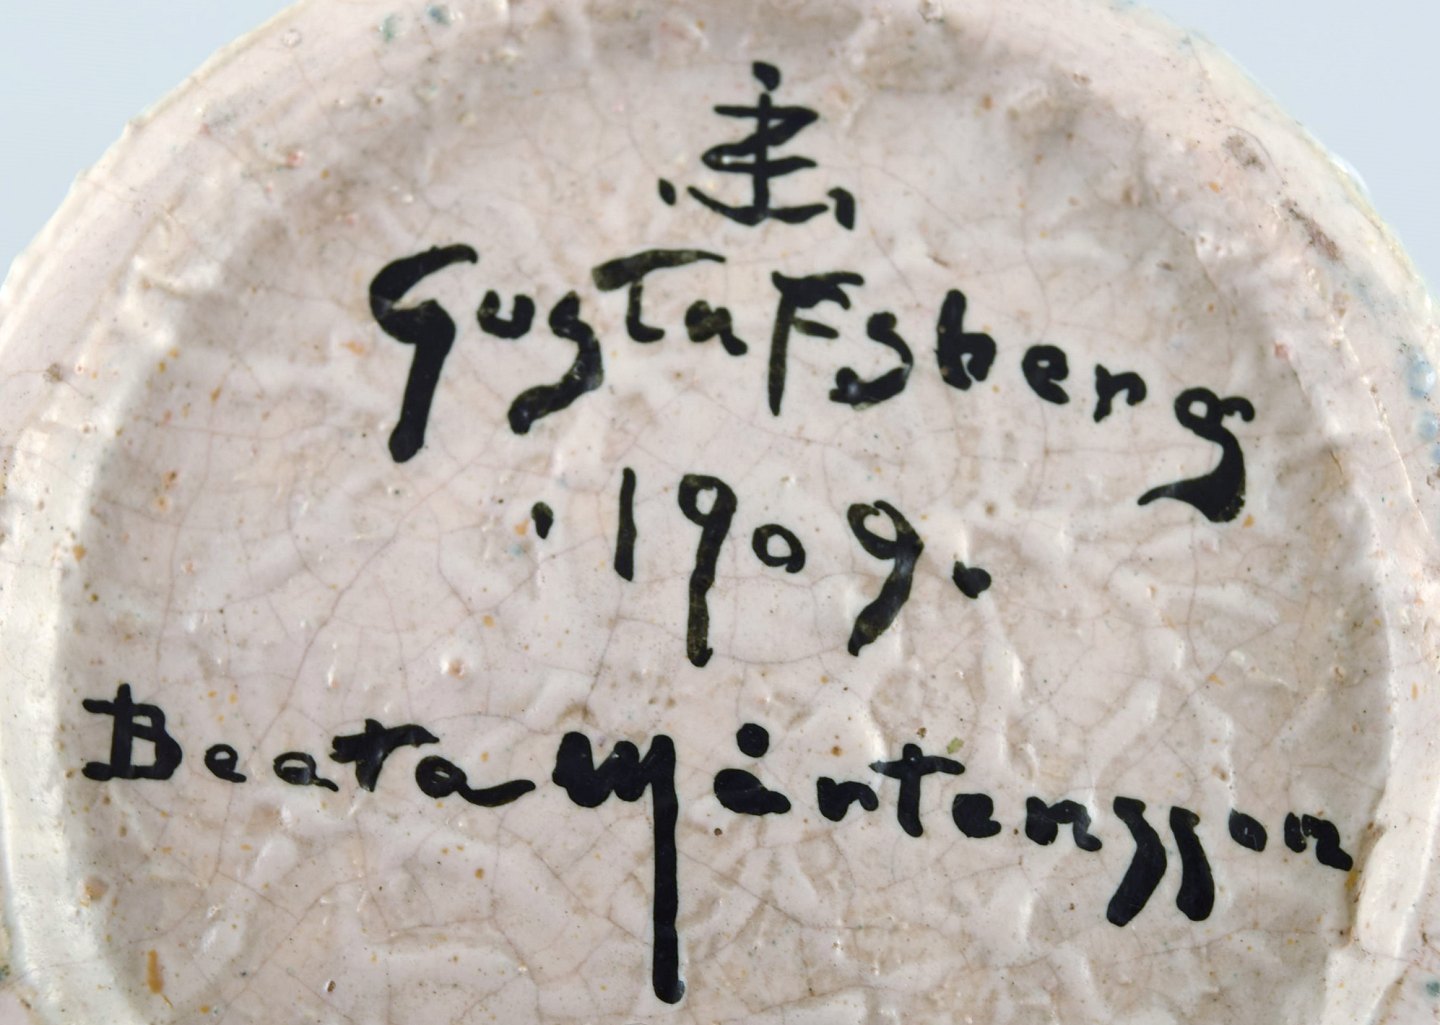 Gustafsberg
.1909.
Beata Mårtensson